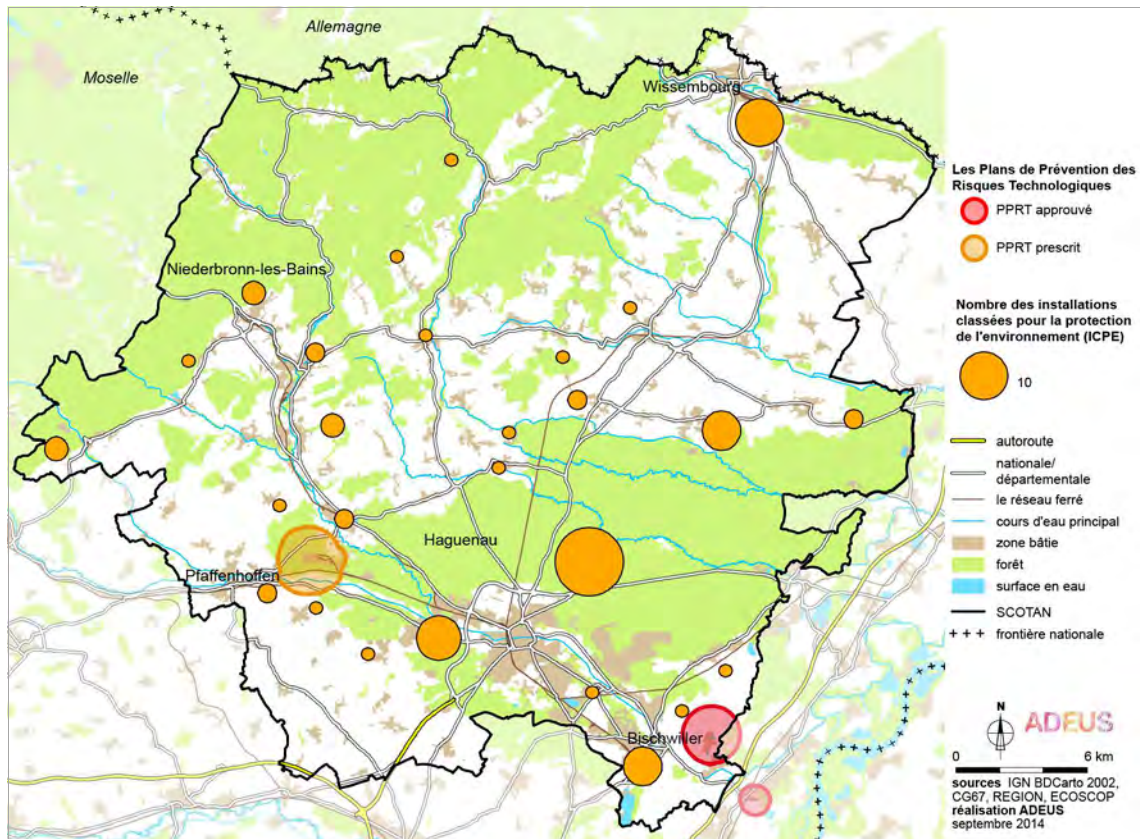 Allemagne
Moselle
Wissembourg
Niederbronn-les-Bains
Haguenau
Pfaffenhoffen
Bischwiller
Les Plans de Prévention des
Risques Technologiques
PPRT approuvé
PPRT prescrit
Nombre des installations
classées pour la protection
de l'environnement (ICPE)
10
autoroute
nationale/
départementale
le réseau ferré
cours d'eau principal
zone bâtie
forêt
surface en eau
SCOTAN
frontière nationale
N
ADEUS
0 6 km
sources IGN BDCarto 2002,
CG67, REGION, ECOSCOP
réalisation ADEUS
septembre 2014